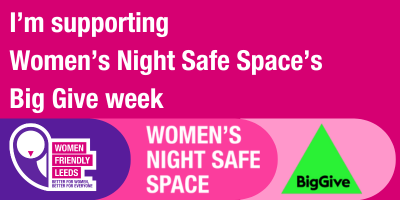 I'm supporting
Women's Night Safe Space's
Big Give week
WOMEN
FRIENDLY
LEEDS
BETTER FOR WOMEN,
BETTER FOR EVERYONE
WOMEN'S
NIGHT SAFE
SPACE
BigGive